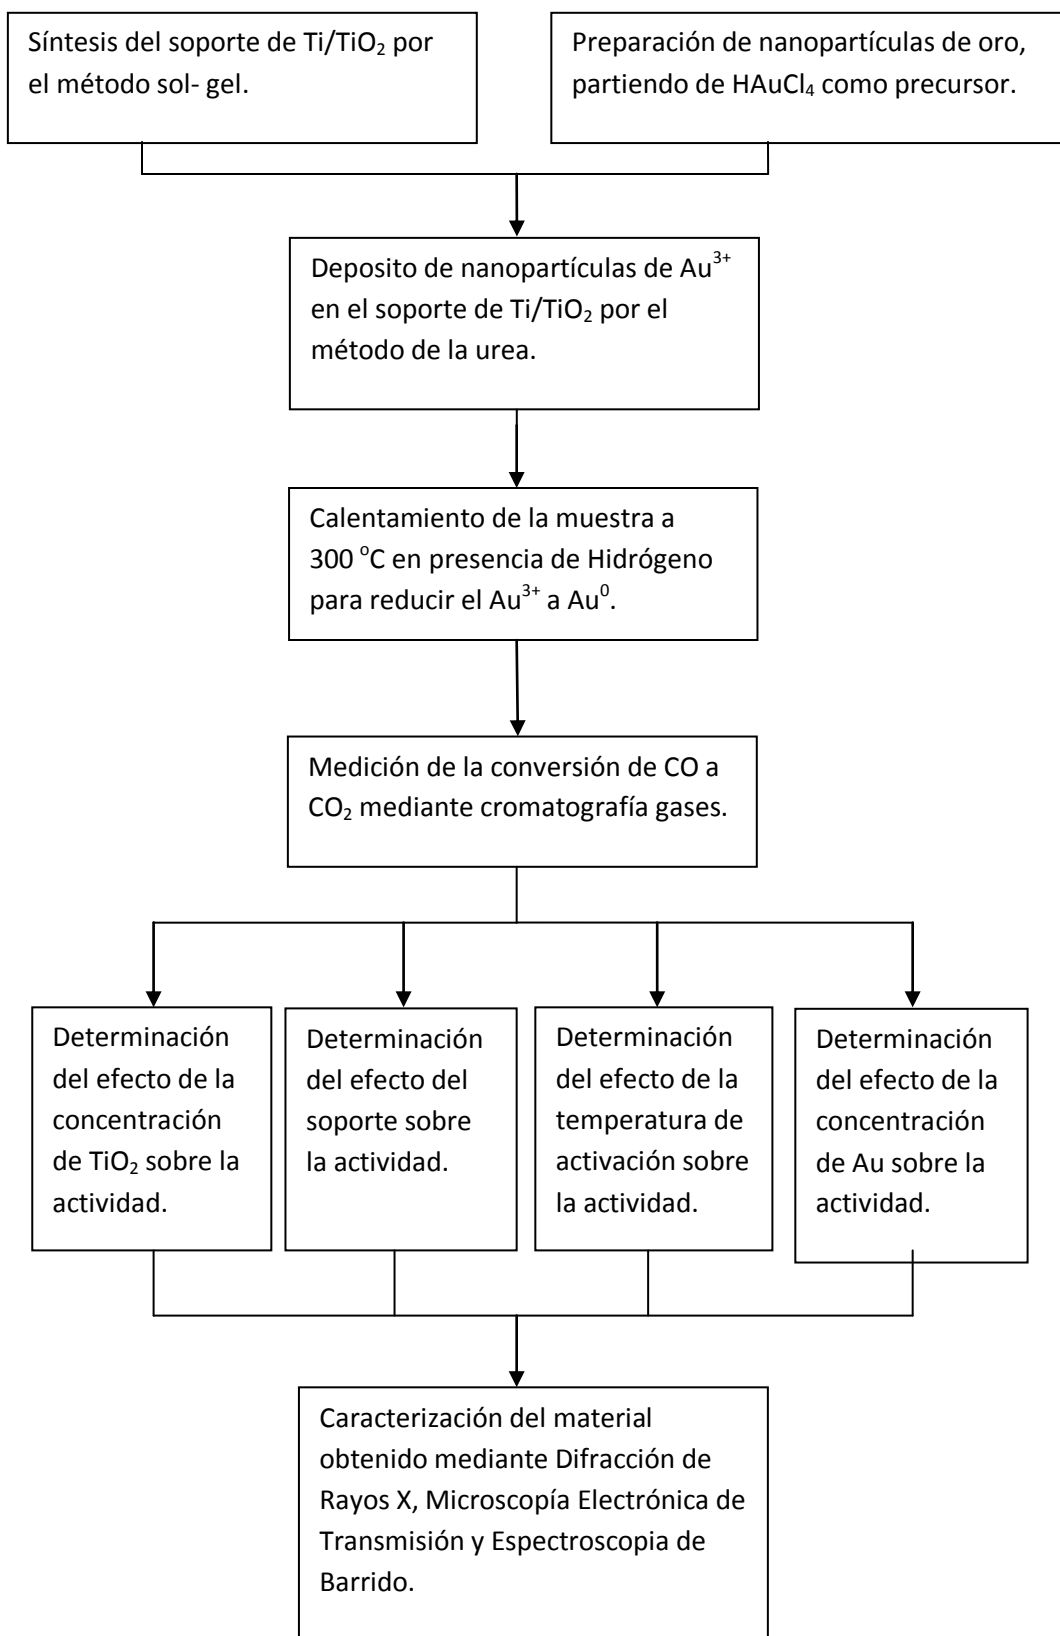 Síntesis del soporte de Ti/TiO₂ por
el método sol- gel.
Preparación de nanopartículas de oro,
partiendo de HAuCl₄ como precursor.
Deposito de nanopartículas de Au³⁺
en el soporte de Ti/TiO₂ por el
método de la urea.
Calentamiento de la muestra a
300 °C en presencia de Hidrógeno
para reducir el Au³⁺ a Au⁰.
Medición de la conversión de CO a
CO₂ mediante cromatografía gases.
Determinación
del efecto de la
concentración
de TiO₂ sobre la
actividad.
Determinación
del efecto del
soporte sobre
la actividad.
Determinación
del efecto de la
temperatura de
activación sobre
la actividad.
Determinación
del efecto de la
concentración
de Au sobre la
actividad.
Caracterización del material
obtenido mediante Difracción de
Rayos X, Microscopía Electrónica de
Transmisión y Espectroscopia de
Barrido.